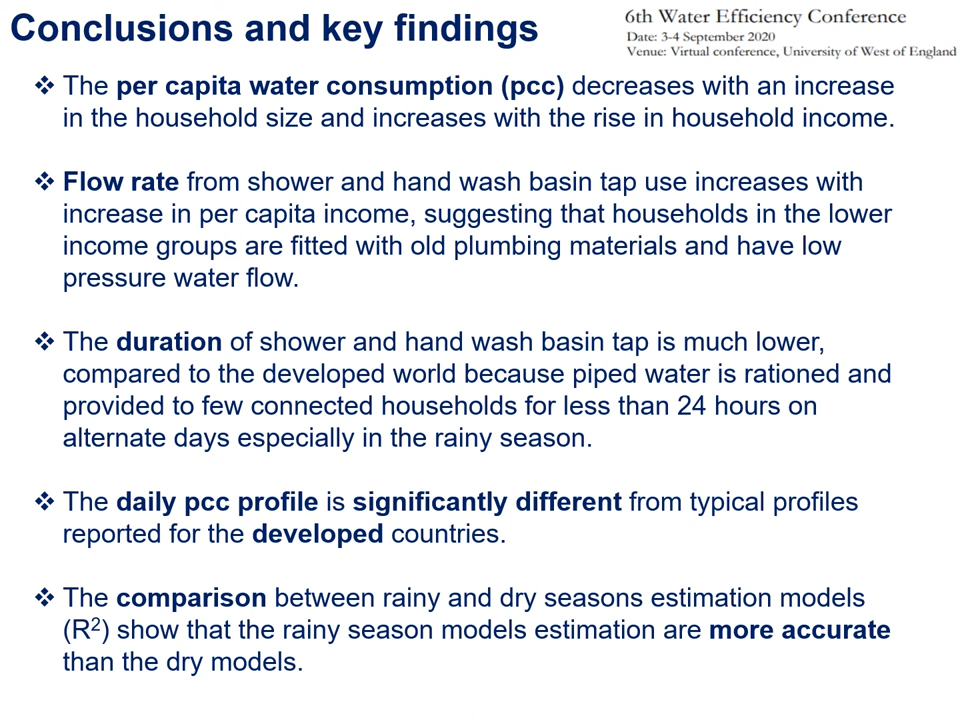 Conclusions and key findings
6th Water Efficiency Conference
Date: 3-4 September 2020
Venue: Virtual conference, University of West of England
❖ The per capita water consumption (pcc) decreases with an increase
in the household size and increases with the rise in household income.
❖ Flow rate from shower and hand wash basin tap use increases with
increase in per capita income, suggesting that households in the lower
income groups are fitted with old plumbing materials and have low
pressure water flow.
❖ The duration of shower and hand wash basin tap is much lower,
compared to the developed world because piped water is rationed and
provided to few connected households for less than 24 hours on
alternate days especially in the rainy season.
❖ The daily pcc profile is significantly different from typical profiles
reported for the developed countries.
❖ The comparison between rainy and dry seasons estimation models
(R²) show that the rainy season models estimation are more accurate
than the dry models.